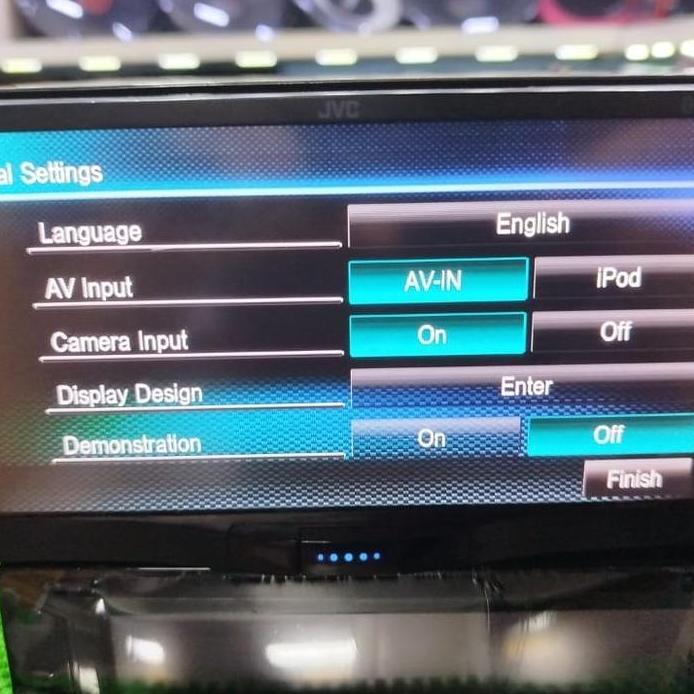 JVC
al Settings
Language English
AV Input AV-IN iPod
Camera Input On Off
Display Design Enter
Demonstration On Off
Finish